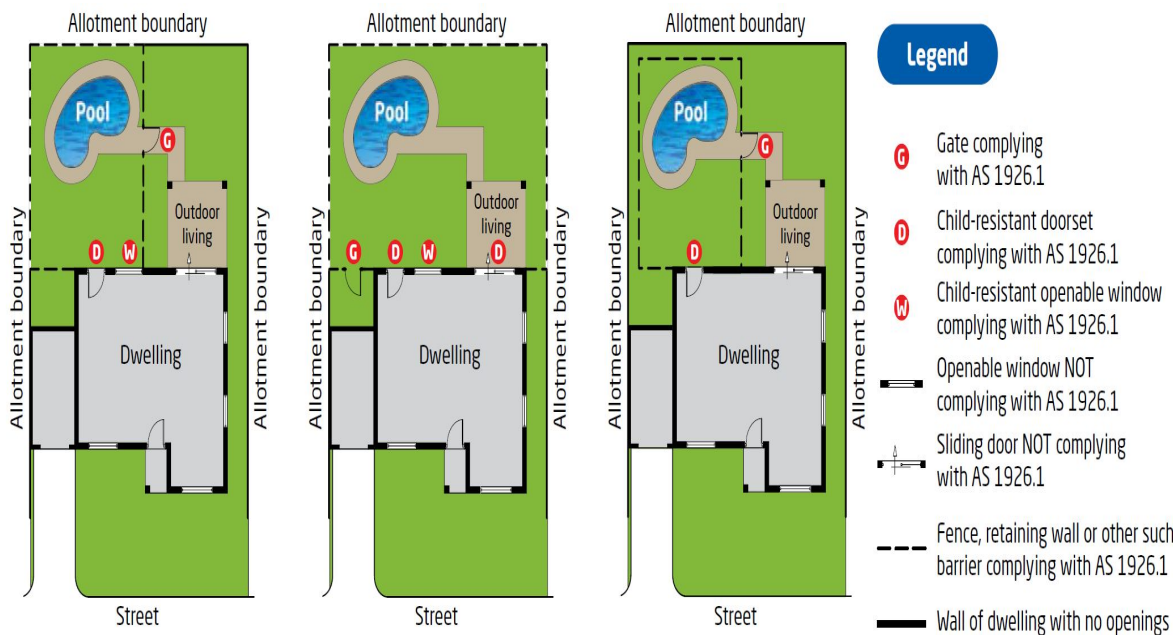 Allotment boundary
Pool
G
Outdoor
living
D
W
Dwelling
Allotment boundary
Allotment boundary
Street
Allotment boundary
Pool
Outdoor
living
G
D
W
D
Dwelling
Allotment boundary
Allotment boundary
Street
Allotment boundary
Pool
G
Outdoor
living
D
Dwelling
Allotment boundary
Allotment boundary
Street
Legend
G
Gate complying
with AS 1926.1
D
Child-resistant doorset
complying with AS 1926.1
W
Child-resistant openable window
complying with AS 1926.1
Openable window NOT
complying with AS 1926.1
Sliding door NOT complying
with AS 1926.1
Fence, retaining wall or other such
barrier complying with AS 1926.1
Wall of dwelling with no openings